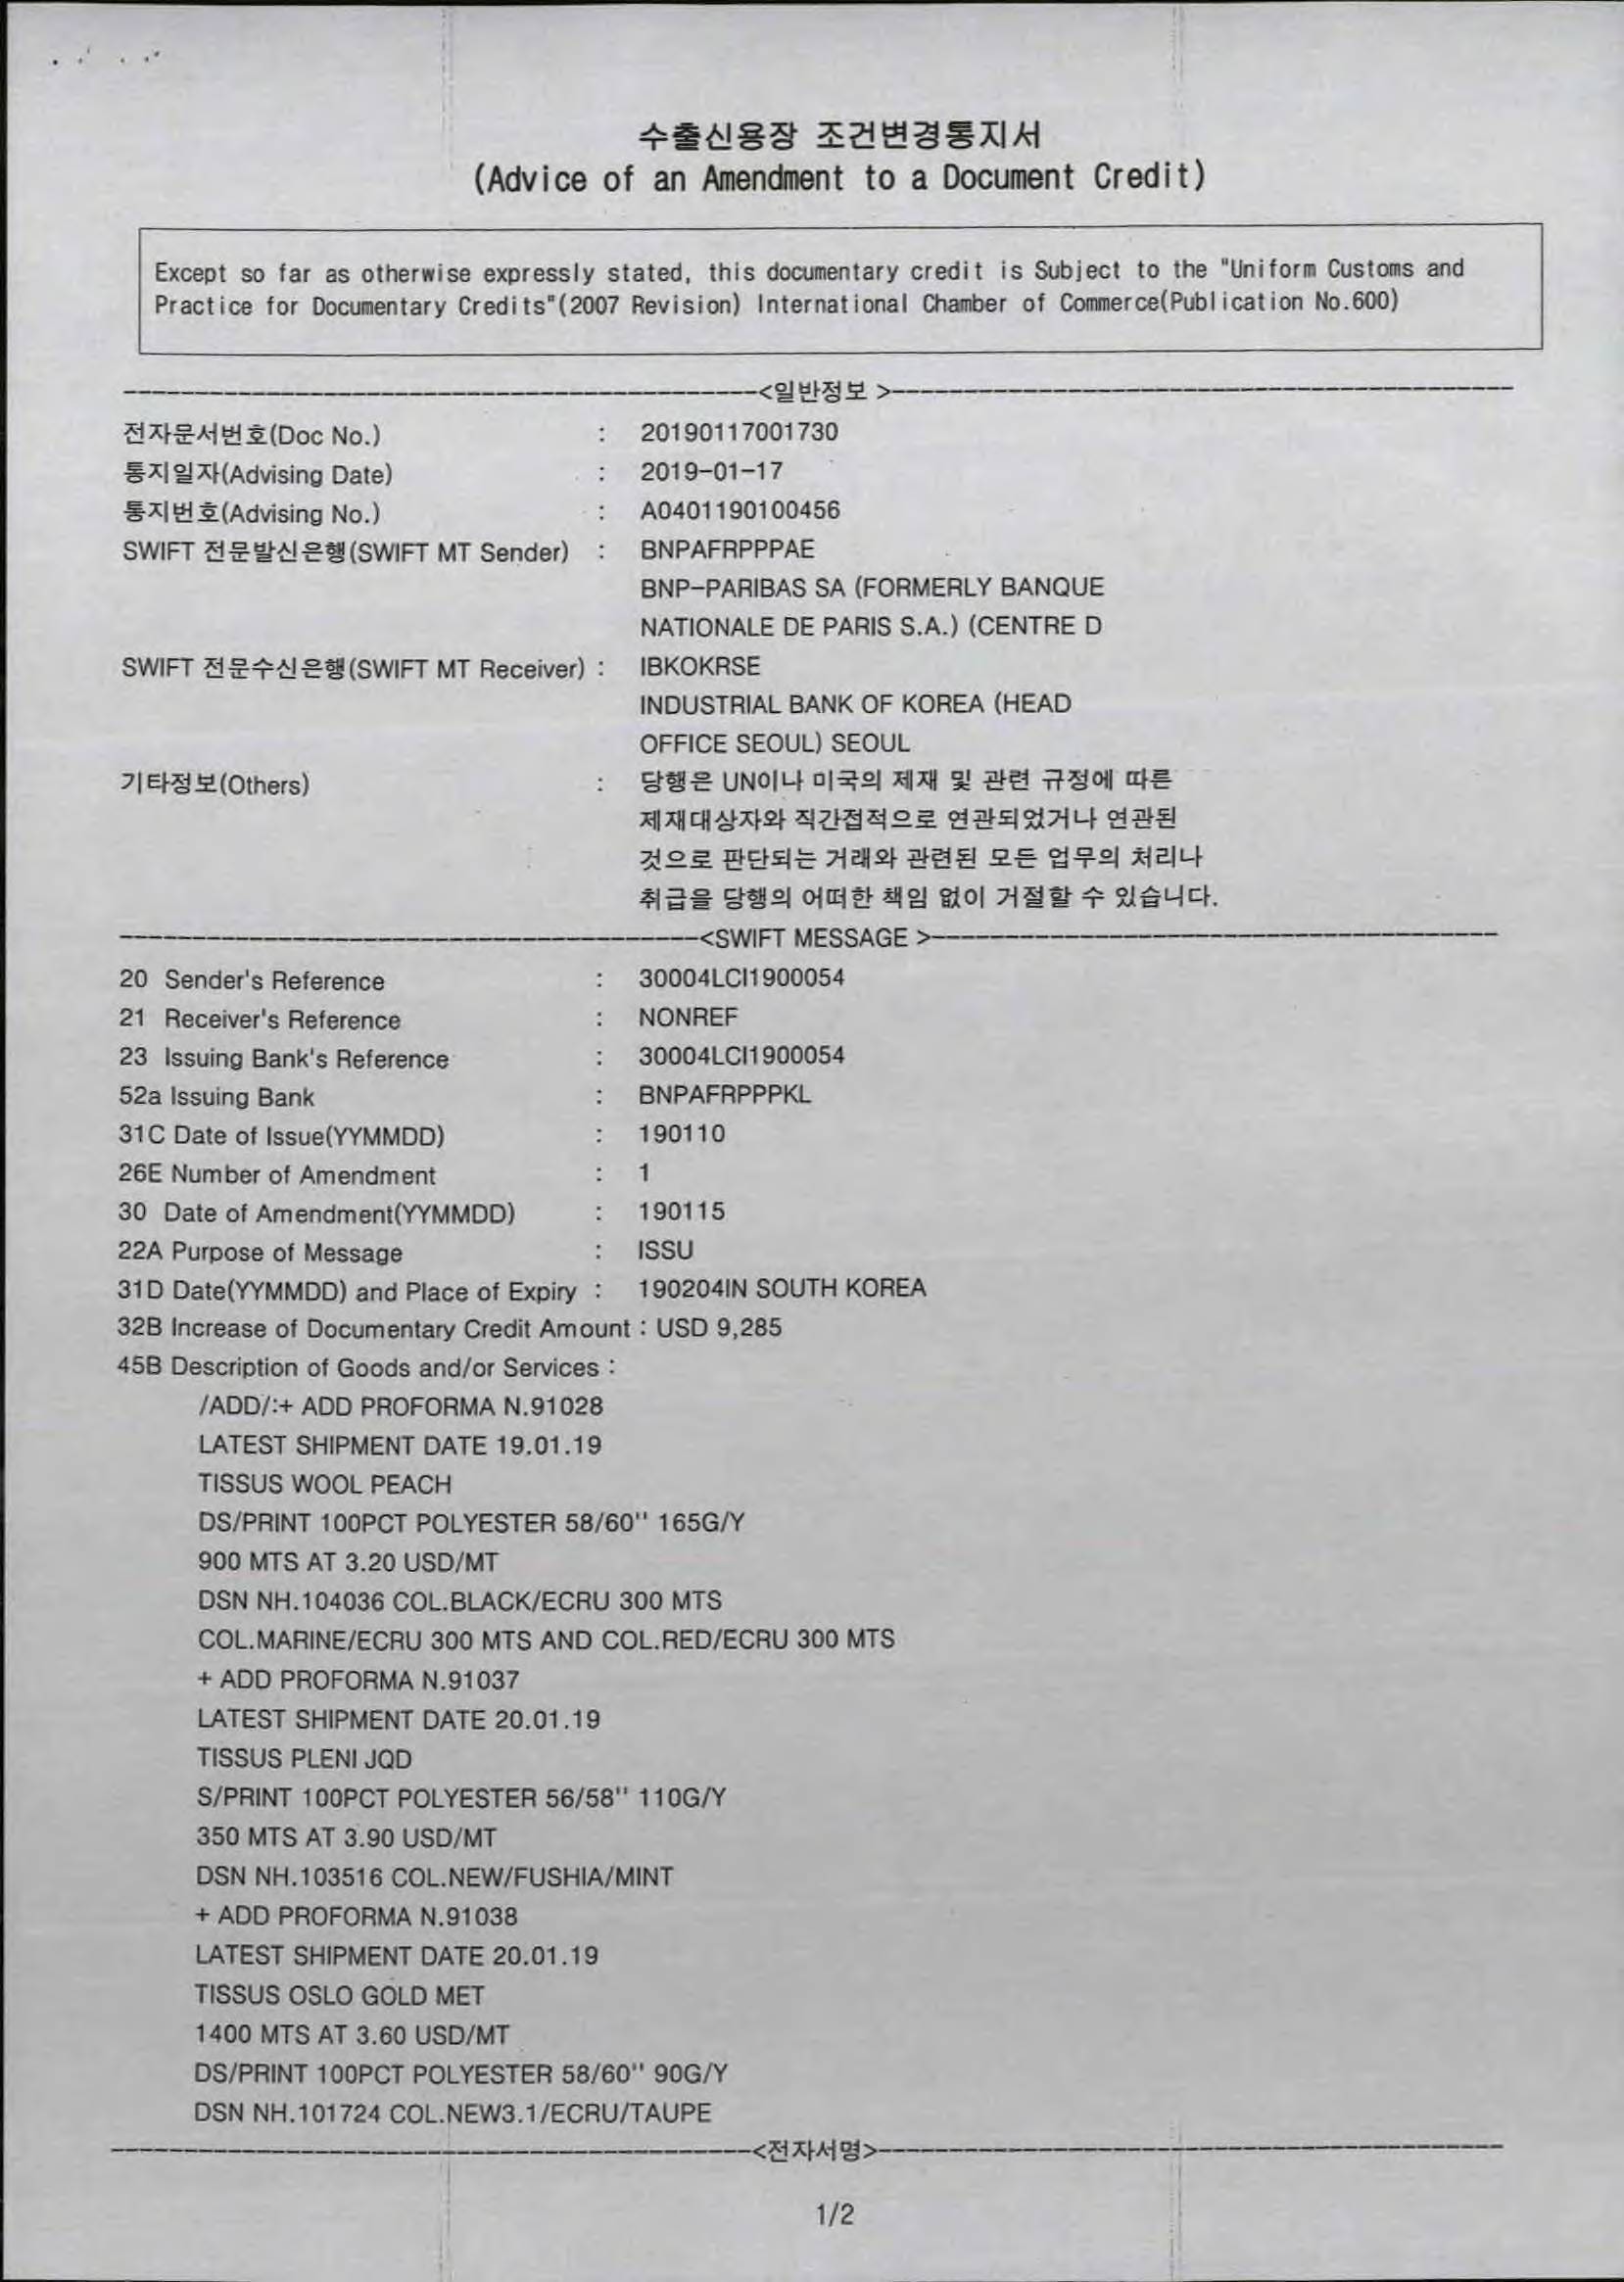 수출신용장 조건변경통지서
(Advice of an Amendment to a Document Credit)
Except so far as otherwise expressly stated, this documentary credit is Subject to the "Uniform Customs and
Practice for Documentary Credits"(2007 Revision) International Chamber of Commerce(Publication No.600)
<일반정보 >
전자문서번호(Doc No.) : 20190117001730
통지일자(Advising Date) : 2019-01-17
통지번호(Advising No.) : A0401190100456
SWIFT 전문발신은행(SWIFT MT Sender) : BNPAFRPPPAE
BNP-PARIBAS SA (FORMERLY BANQUE
NATIONALE DE PARIS S.A.) (CENTRE D
SWIFT 전문수신은행(SWIFT MT Receiver) : IBKOKRSE
INDUSTRIAL BANK OF KOREA (HEAD
OFFICE SEOUL) SEOUL
기타정보(Others) : 당행은 UN이나 미국의 제재 및 관련 규정에 따른
제재대상자와 직간접적으로 연관되었거나 연관된
것으로 판단되는 거래와 관련된 모든 업무의 처리나
취급을 당행의 어떠한 책임 없이 거절할 수 있습니다.
<SWIFT MESSAGE >
20 Sender's Reference : 30004LCI1900054
21 Receiver's Reference : NONREF
23 Issuing Bank's Reference : 30004LCI1900054
52a Issuing Bank : BNPAFRPPPKL
31C Date of Issue(YYMMDD) : 190110
26E Number of Amendment : 1
30 Date of Amendment(YYMMDD) : 190115
22A Purpose of Message : ISSU
31D Date(YYMMDD) and Place of Expiry : 190204IN SOUTH KOREA
32B Increase of Documentary Credit Amount : USD 9,285
45B Description of Goods and/or Services :
/ADD/:+ ADD PROFORMA N.91028
LATEST SHIPMENT DATE 19.01.19
TISSUS WOOL PEACH
DS/PRINT 100PCT POLYESTER 58/60'' 165G/Y
900 MTS AT 3.20 USD/MT
DSN NH.104036 COL.BLACK/ECRU 300 MTS
COL.MARINE/ECRU 300 MTS AND COL.RED/ECRU 300 MTS
+ ADD PROFORMA N.91037
LATEST SHIPMENT DATE 20.01.19
TISSUS PLENI JQD
S/PRINT 100PCT POLYESTER 56/58'' 110G/Y
350 MTS AT 3.90 USD/MT
DSN NH.103516 COL.NEW/FUSHIA/MINT
+ ADD PROFORMA N.91038
LATEST SHIPMENT DATE 20.01.19
TISSUS OSLO GOLD MET
1400 MTS AT 3.60 USD/MT
DS/PRINT 100PCT POLYESTER 58/60'' 90G/Y
DSN NH.101724 COL.NEW3.1/ECRU/TAUPE
<전자서명>
1/2